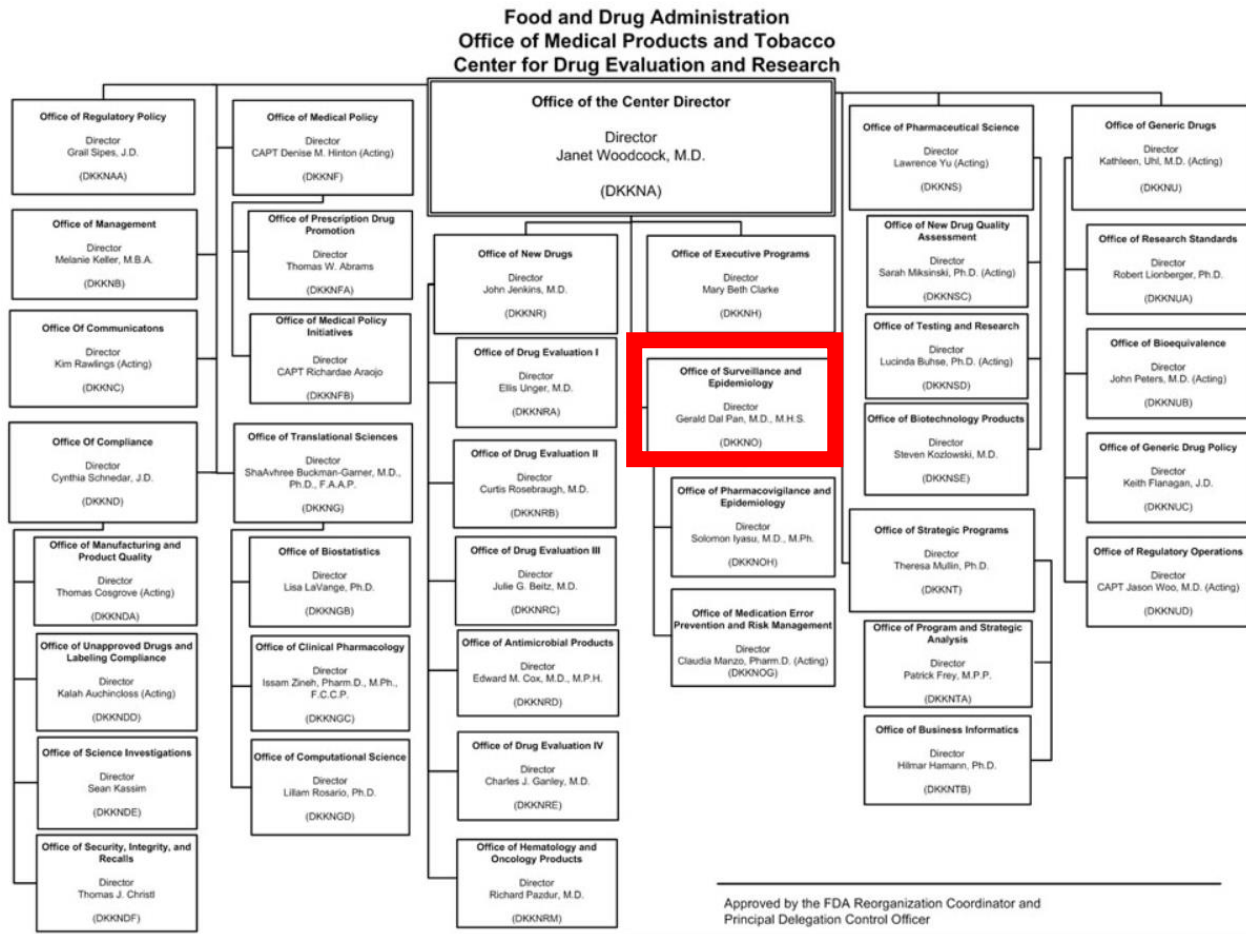 Food and Drug Administration
Office of Medical Products and Tobacco
Center for Drug Evaluation and Research
Office of the Center Director
Director
Janet Woodcock, M.D.
(DKKNA)
Office of Regulatory Policy
Director
Grail Sipes, J.D.
(DKKNAA)
Office of Management
Director
Melanie Keller, M.B.A.
(DKKNB)
Office Of Communicatons
Director
Kim Rawlings (Acting)
(DKKNC)
Office Of Compliance
Director
Cynthia Schnedar, J.D.
(DKKND)
Office of Manufacturing and
Product Quality
Director
Thomas Cosgrove (Acting)
(DKKNDA)
Office of Unapproved Drugs and
Labeling Compliance
Director
Kalah Auchincloss (Acting)
(DKKNDD)
Office of Science Investigations
Director
Sean Kassim
(DKKNDE)
Office of Security, Integrity, and
Recalls
Director
Thomas J. Christl
(DKKNDF)
Office of Medical Policy
Director
CAPT Denise M. Hinton (Acting)
(DKKNF)
Office of Prescription Drug
Promotion
Director
Thomas W. Abrams
(DKKNFA)
Office of Medical Policy
Initiatives
Director
CAPT Richardae Araojo
(DKKNFB)
Office of Translational Sciences
Director
ShaAvhree Buckman-Garner, M.D.,
Ph.D., F.A.A.P.
(DKKNG)
Office of Biostatistics
Director
Lisa LaVange, Ph.D.
(DKKNGB)
Office of Clinical Pharmacology
Director
Issam Zineh, Pharm.D., M.Ph.,
F.C.C.P.
(DKKNGC)
Office of Computational Science
Director
Lillam Rosario, Ph.D.
(DKKNGD)
Office of New Drugs
Director
John Jenkins, M.D.
(DKKNR)
Office of Drug Evaluation I
Director
Ellis Unger, M.D.
(DKKNRA)
Office of Drug Evaluation II
Director
Curtis Rosebraugh, M.D.
(DKKNRB)
Office of Drug Evaluation III
Director
Julie G. Beitz, M.D.
(DKKNRC)
Office of Antimicrobial Products
Director
Edward M. Cox, M.D., M.P.H.
(DKKNRD)
Office of Drug Evaluation IV
Director
Charles J. Ganley, M.D.
(DKKNRE)
Office of Hematology and
Oncology Products
Director
Richard Pazdur, M.D.
(DKKNRM)
Office of Executive Programs
Director
Mary Beth Clarke
(DKKNH)
Office of Surveillance and
Epidemiology
Director
Gerald Dal Pan, M.D., M.H.S.
(DKKNO)
Office of Pharmacovigilance and
Epidemiology
Director
Solomon Iyasu, M.D., M.Ph.
(DKKNOH)
Office of Medication Error
Prevention and Risk Management
Director
Claudia Manzo, Pharm.D. (Acting)
(DKKNOG)
Office of Pharmaceutical Science
Director
Lawrence Yu (Acting)
(DKKNS)
Office of New Drug Quality
Assessment
Director
Sarah Miksinski, Ph.D. (Acting)
(DKKNSC)
Office of Testing and Research
Director
Lucinda Buhse, Ph.D. (Acting)
(DKKNSD)
Office of Biotechnology Products
Director
Steven Kozlowski, M.D.
(DKKNSE)
Office of Strategic Programs
Director
Theresa Mullin, Ph.D.
(DKKNT)
Office of Program and Strategic
Analysis
Director
Patrick Frey, M.P.P.
(DKKNTA)
Office of Business Informatics
Director
Hilmar Hamann, Ph.D.
(DKKNTB)
Office of Generic Drugs
Director
Kathleen, Uhl, M.D. (Acting)
(DKKNU)
Office of Research Standards
Director
Robert Lionberger, Ph.D.
(DKKNUA)
Office of Bioequivalence
Director
John Peters, M.D. (Acting)
(DKKNUB)
Office of Generic Drug Policy
Director
Keith Flanagan, J.D.
(DKKNUC)
Office of Regulatory Operations
Director
CAPT Jason Woo, M.D. (Acting)
(DKKNUD)
Approved by the FDA Reorganization Coordinator and
Principal Delegation Control Officer